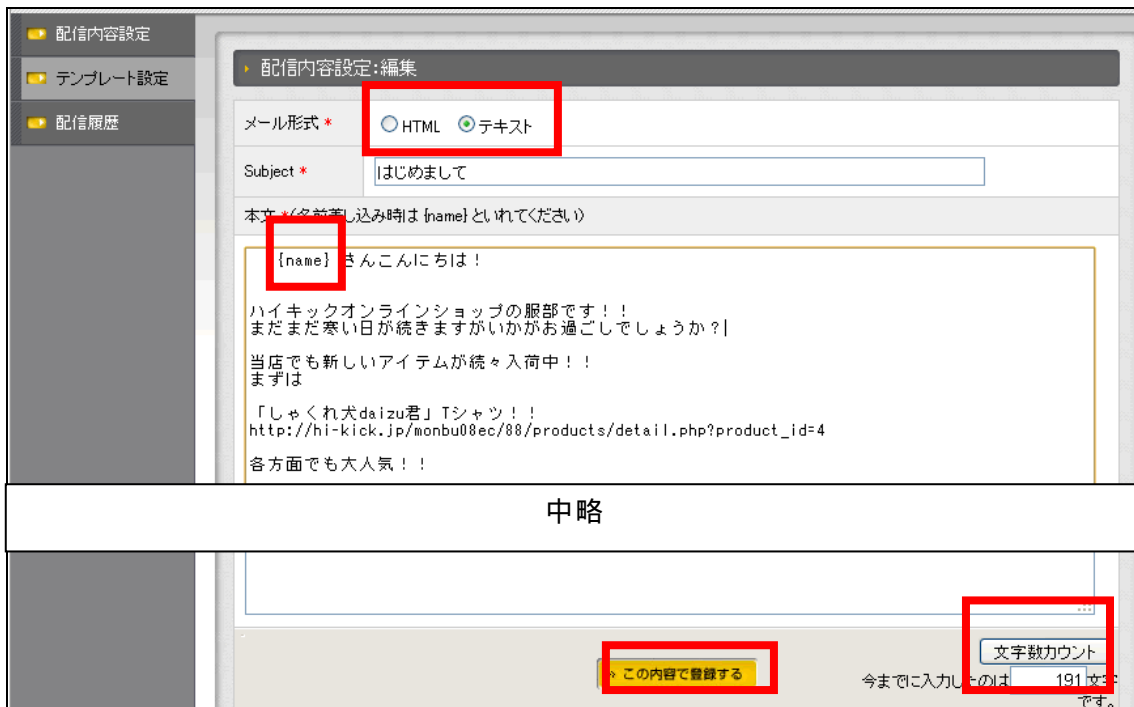 配信内容設定
テンプレート設定
配信履歴
配信内容設定:編集
メール形式 * HTML テキスト
Subject * はじめまして
本文 *(名前差し込み時は {name} といれてください)
{name} さんこんにちは!
ハイキックオンラインショップの服部です!!
まだまだ寒い日が続きますがいかがお過ごしでしょうか?
当店でも新しいアイテムが続々入荷中!!
まずは
「しゃくれ犬daizu君」Tシャツ!!
http://hi-kick.jp/monbu08ec/88/products/detail.php?product_id=4
各方面でも大人気!!
中略
文字数カウント
この内容で登録する
今までに入力したのは 191 文字
です。